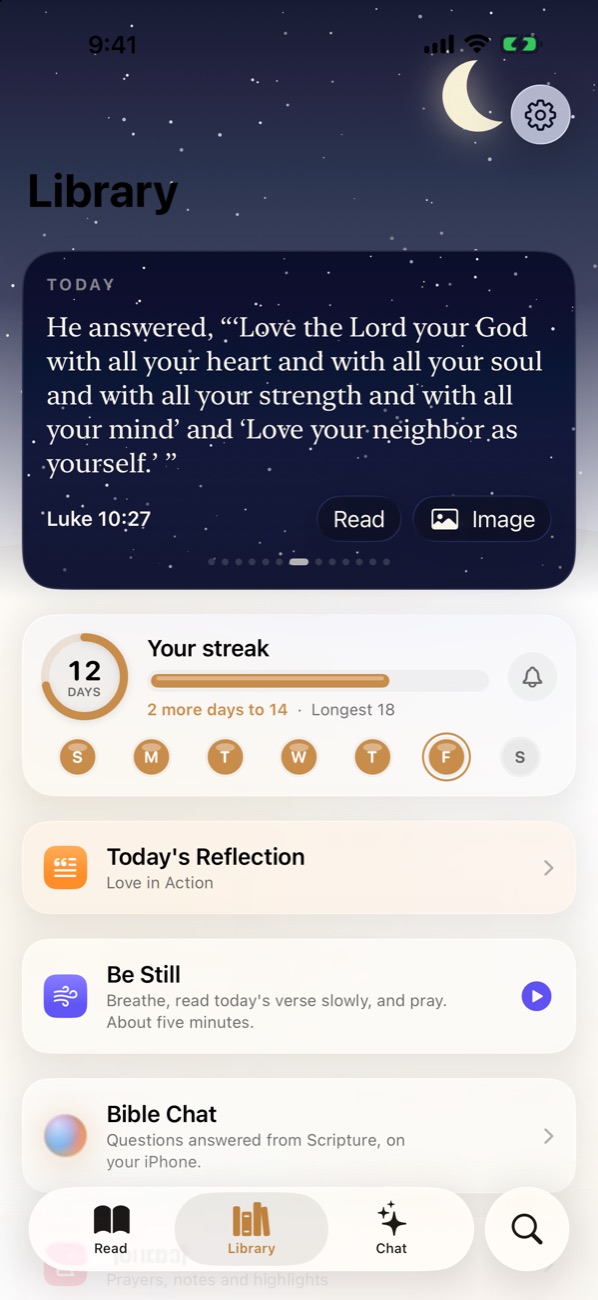 9:41
Library
TODAY
He answered, “‘Love the Lord your God
with all your heart and with all your soul
and with all your strength and with all
your mind’ and ‘Love your neighbor as
yourself.’ ”
Luke 10:27
Read
Image
12
DAYS
Your streak
2 more days to 14 · Longest 18
S M T W T F S
Today's Reflection
Love in Action
Be Still
Breathe, read today's verse slowly, and pray.
About five minutes.
Bible Chat
Questions answered from Scripture, on
your iPhone.
Read
Library
Chat
Prayers, notes and highlights